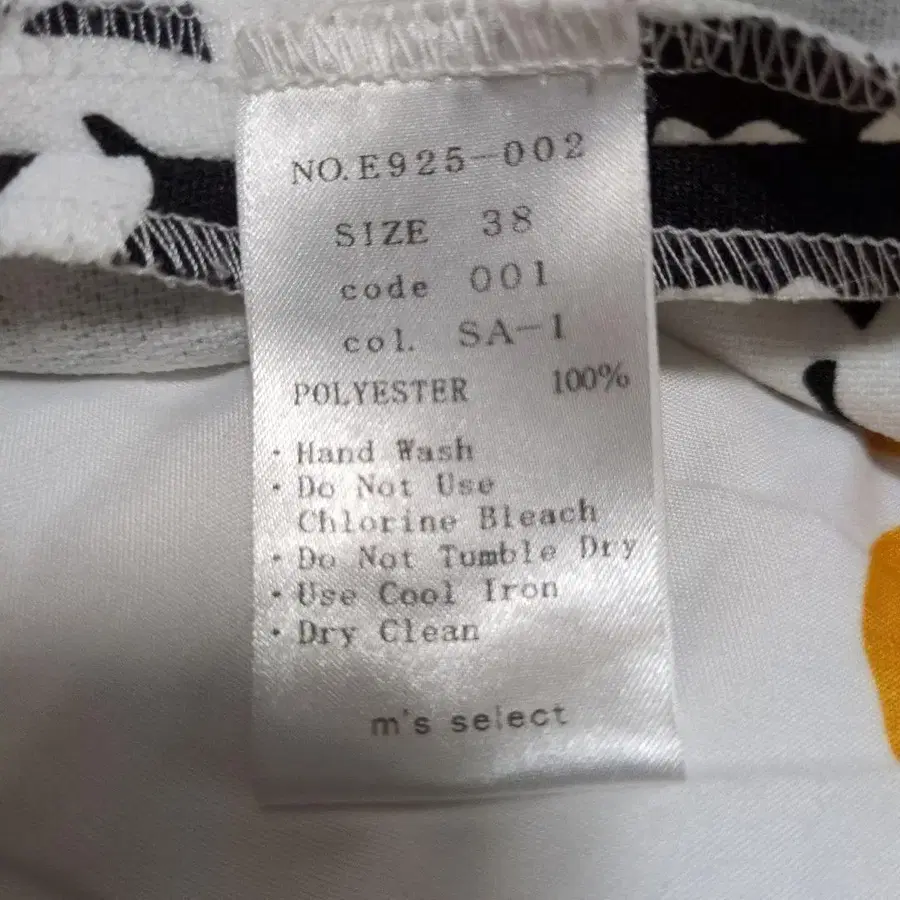 NO. E925-002
SIZE 38
code 001
col. SA-1
POLYESTER 100%
· Hand Wash
· Do Not Use
Chlorine Bleach
· Do Not Tumble Dry
· Use Cool Iron
· Dry Clean
m's select